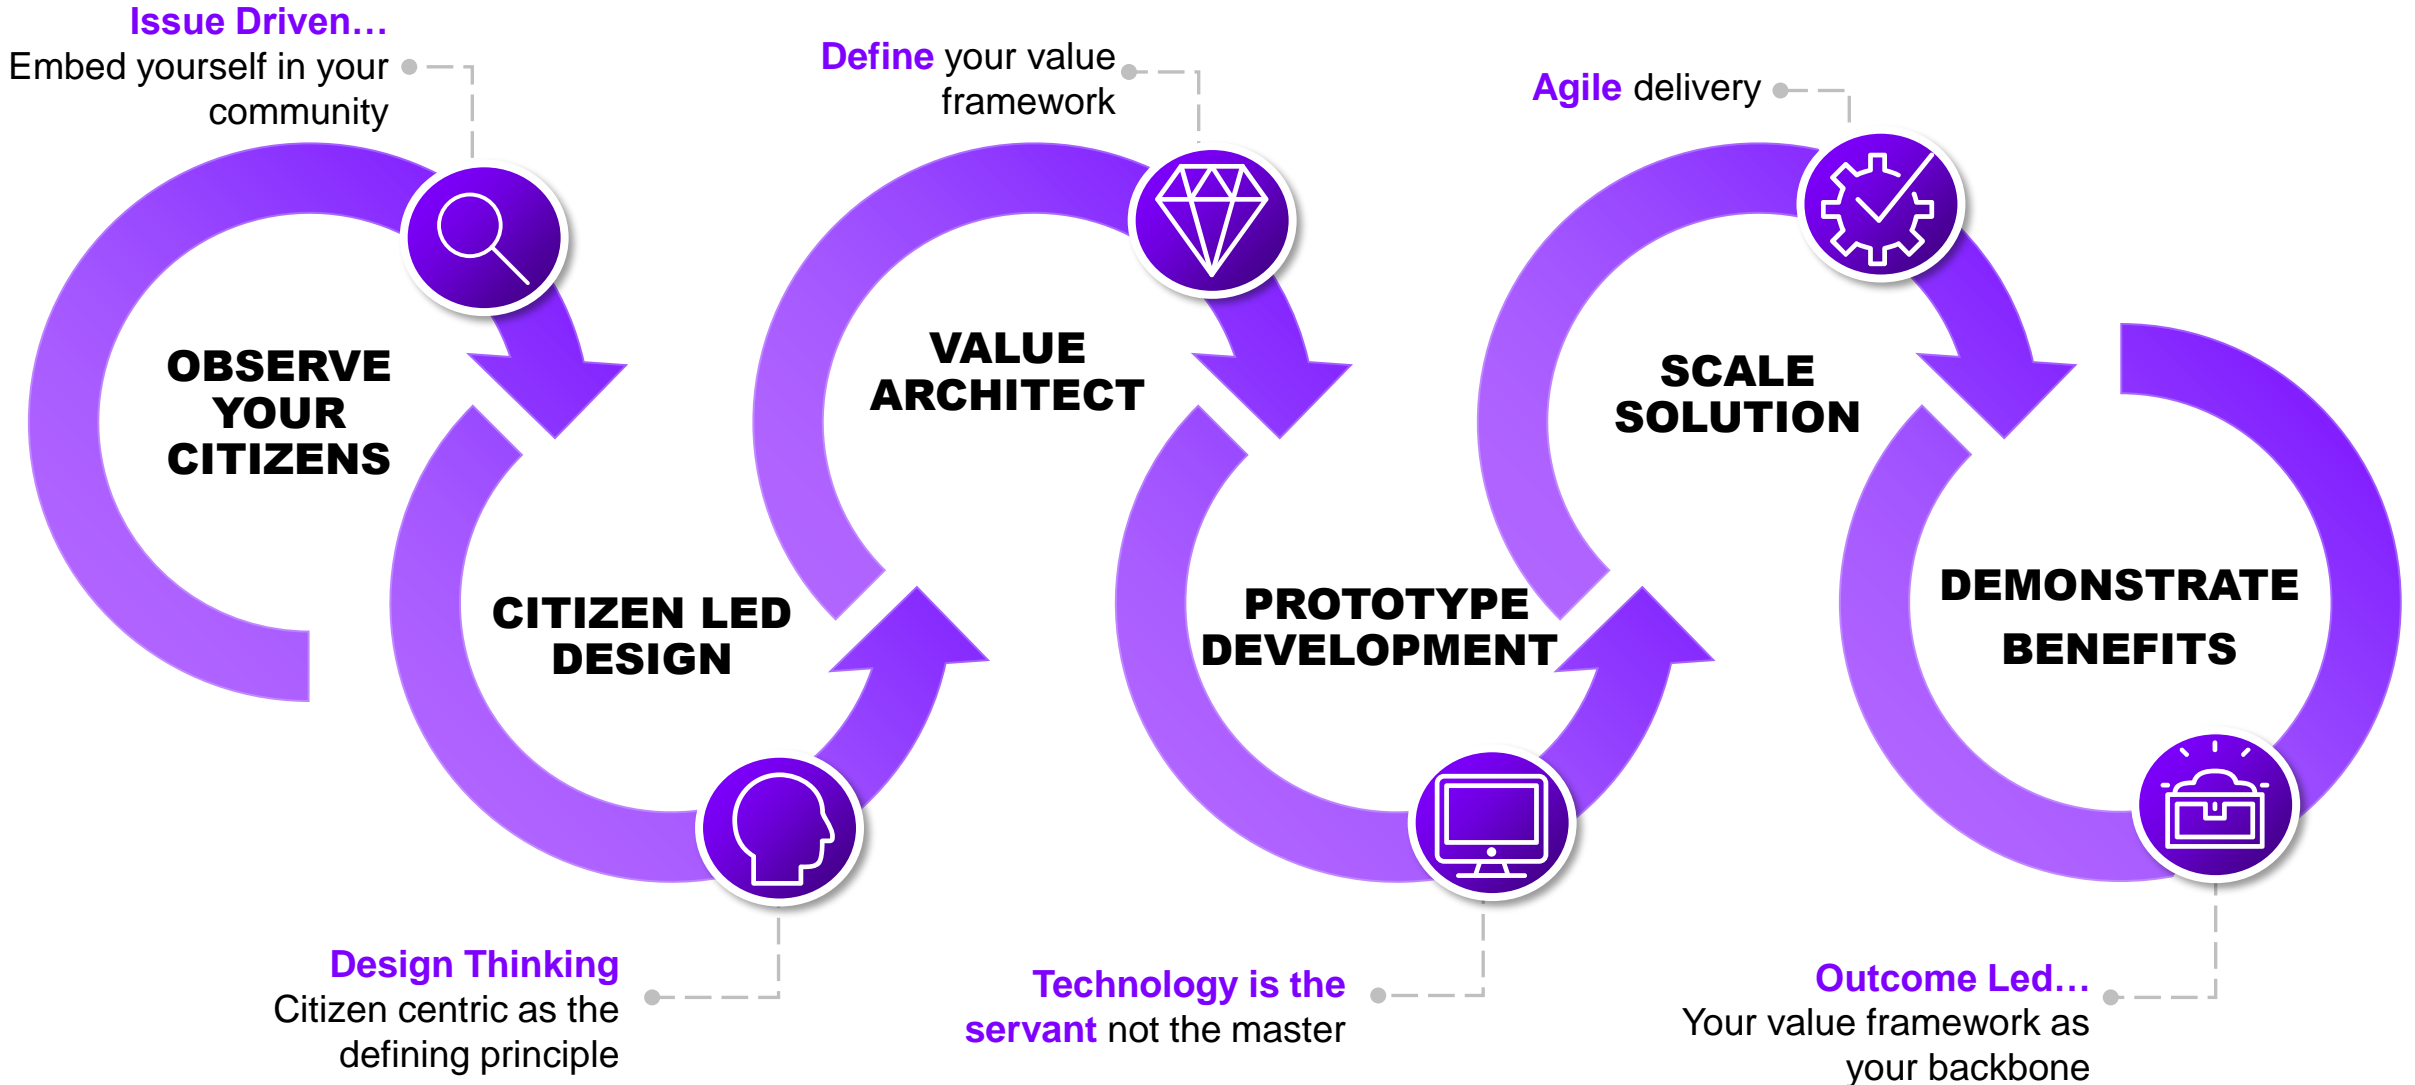 Issue Driven…
Embed yourself in your
community
OBSERVE
YOUR
CITIZENS
Design Thinking
Citizen centric as the
defining principle
CITIZEN LED
DESIGN
Define your value
framework
VALUE
ARCHITECT
Technology is the
servant not the master
PROTOTYPE
DEVELOPMENT
Agile delivery
SCALE
SOLUTION
Outcome Led…
Your value framework as
your backbone
DEMONSTRATE
BENEFITS